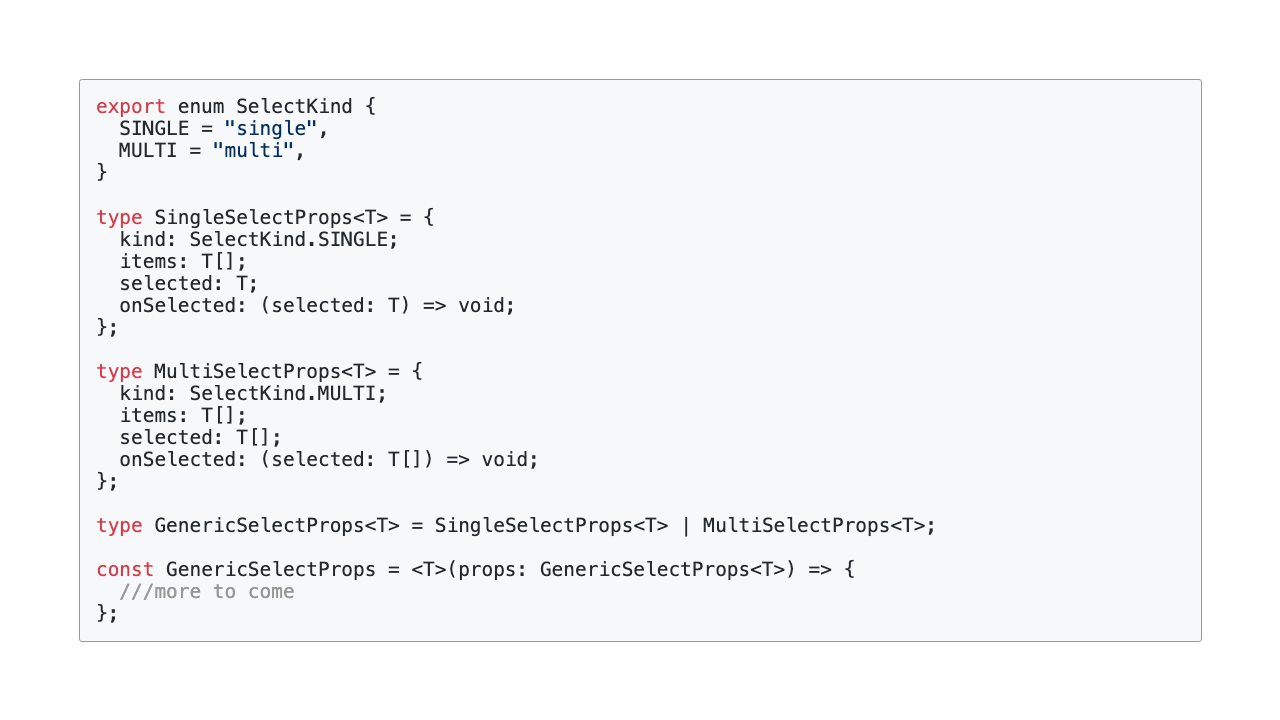 export enum SelectKind {
  SINGLE = "single",
  MULTI = "multi",
}

type SingleSelectProps<T> = {
  kind: SelectKind.SINGLE;
  items: T[];
  selected: T;
  onSelected: (selected: T) => void;
};

type MultiSelectProps<T> = {
  kind: SelectKind.MULTI;
  items: T[];
  selected: T[];
  onSelected: (selected: T[]) => void;
};

type GenericSelectProps<T> = SingleSelectProps<T> | MultiSelectProps<T>;

const GenericSelectProps = <T>(props: GenericSelectProps<T>) => {
  ///more to come
};